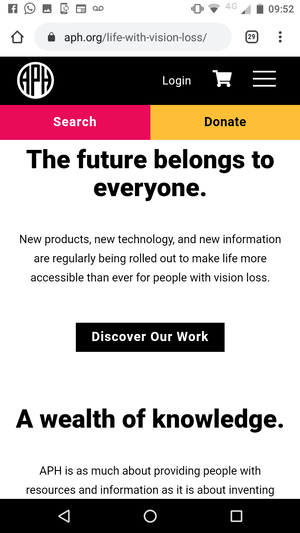 4G 09:52
aph.org/life-with-vision-loss/ 29
APH Login
Search Donate
The future belongs to
everyone.
New products, new technology, and new information
are regularly being rolled out to make life more
accessible than ever for people with vision loss.
Discover Our Work
A wealth of knowledge.
APH is as much about providing people with
resources and information as it is about inventing